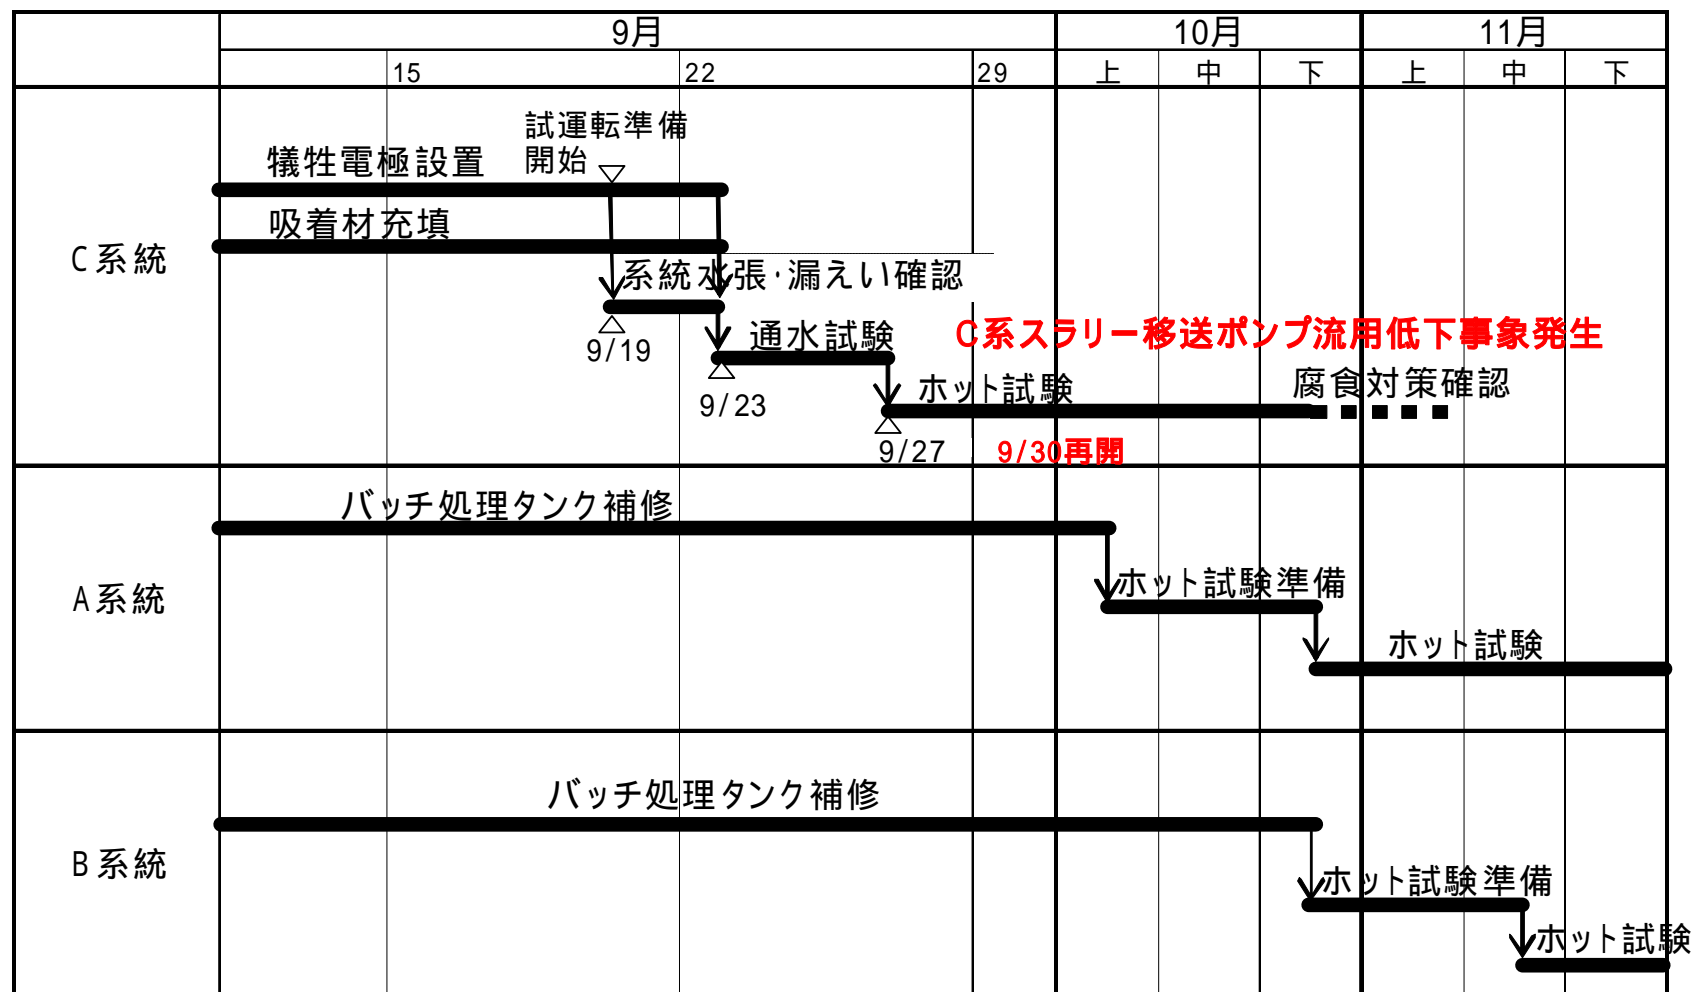 9月 10月 11月
15 22 29 上 中 下 上 中 下
C系統
試運転準備
開始
犠牲電極設置
吸着材充填
系統水張・漏えい確認
9/19
通水試験
C系スラリー移送ポンプ流用低下事象発生
9/23
ホット試験
腐食対策確認
9/27
9/30再開
A系統
バッチ処理タンク補修
ホット試験準備
ホット試験
B系統
バッチ処理タンク補修
ホット試験準備
ホット試験